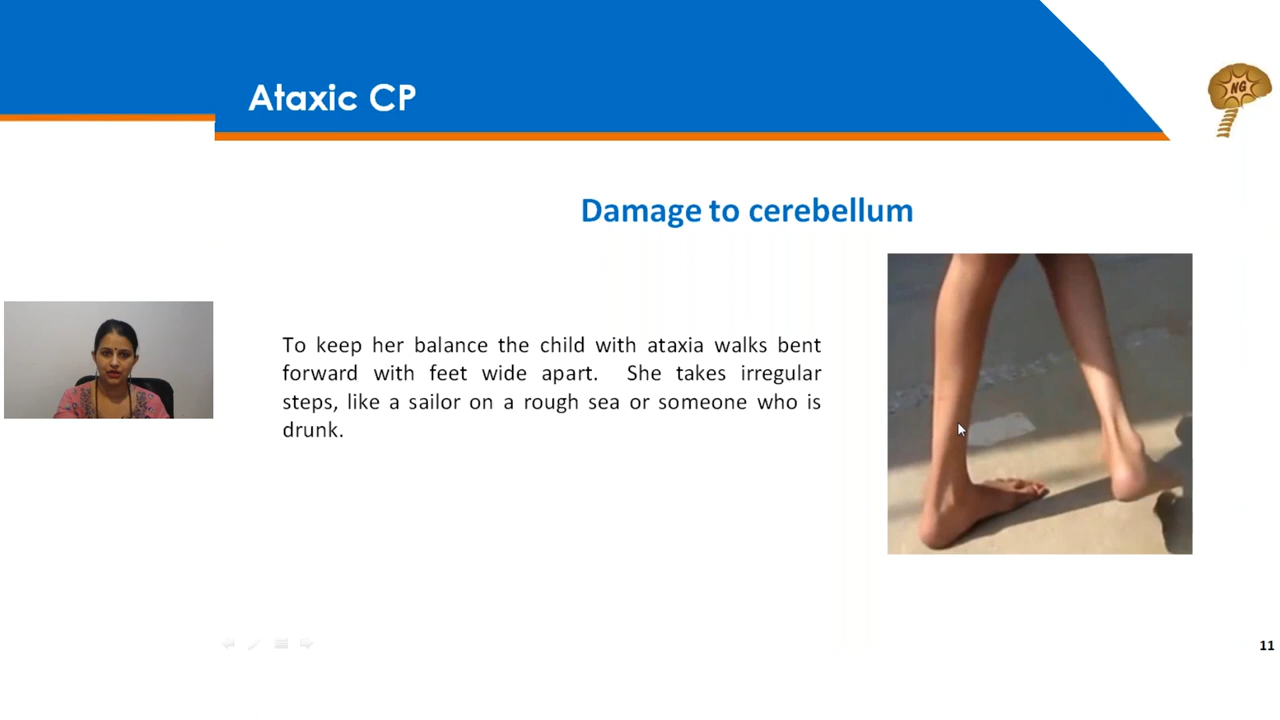 Ataxic CP
NG
Damage to cerebellum
To keep her balance the child with ataxia walks bent
forward with feet wide apart. She takes irregular
steps, like a sailor on a rough sea or someone who is
drunk.
11